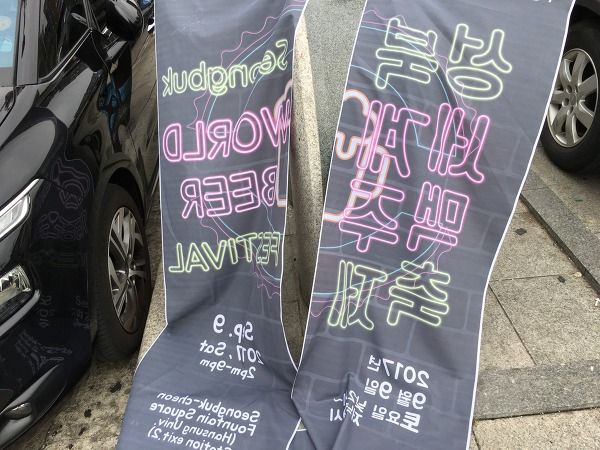 Seongbuk
WORLD
BEER
FESTIVAL
Sep. 9
2017. Sat
2pm-9pm
Seongbuk-cheon
Fountain Square
(Hansung Univ.
Station exit.2)
성북
세계
맥주
축제
2017년
9월 9일
토요일